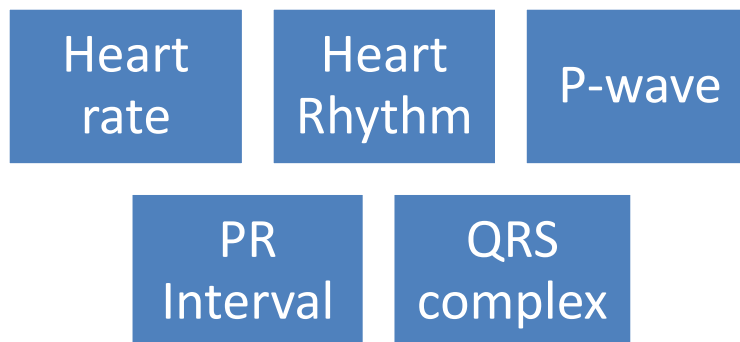 Heart
rate
Heart
Rhythm
P-wave
PR
Interval
QRS
complex